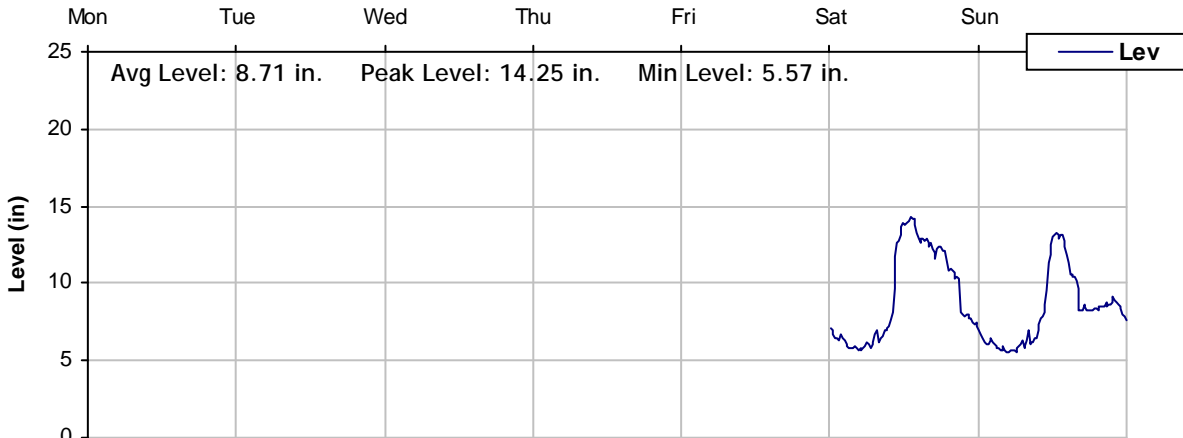 Mon Tue Wed Thu Fri Sat Sun
Lev
Avg Level: 8.71 in. Peak Level: 14.25 in. Min Level: 5.57 in.
25
20
15
10
5
0
Level (in)